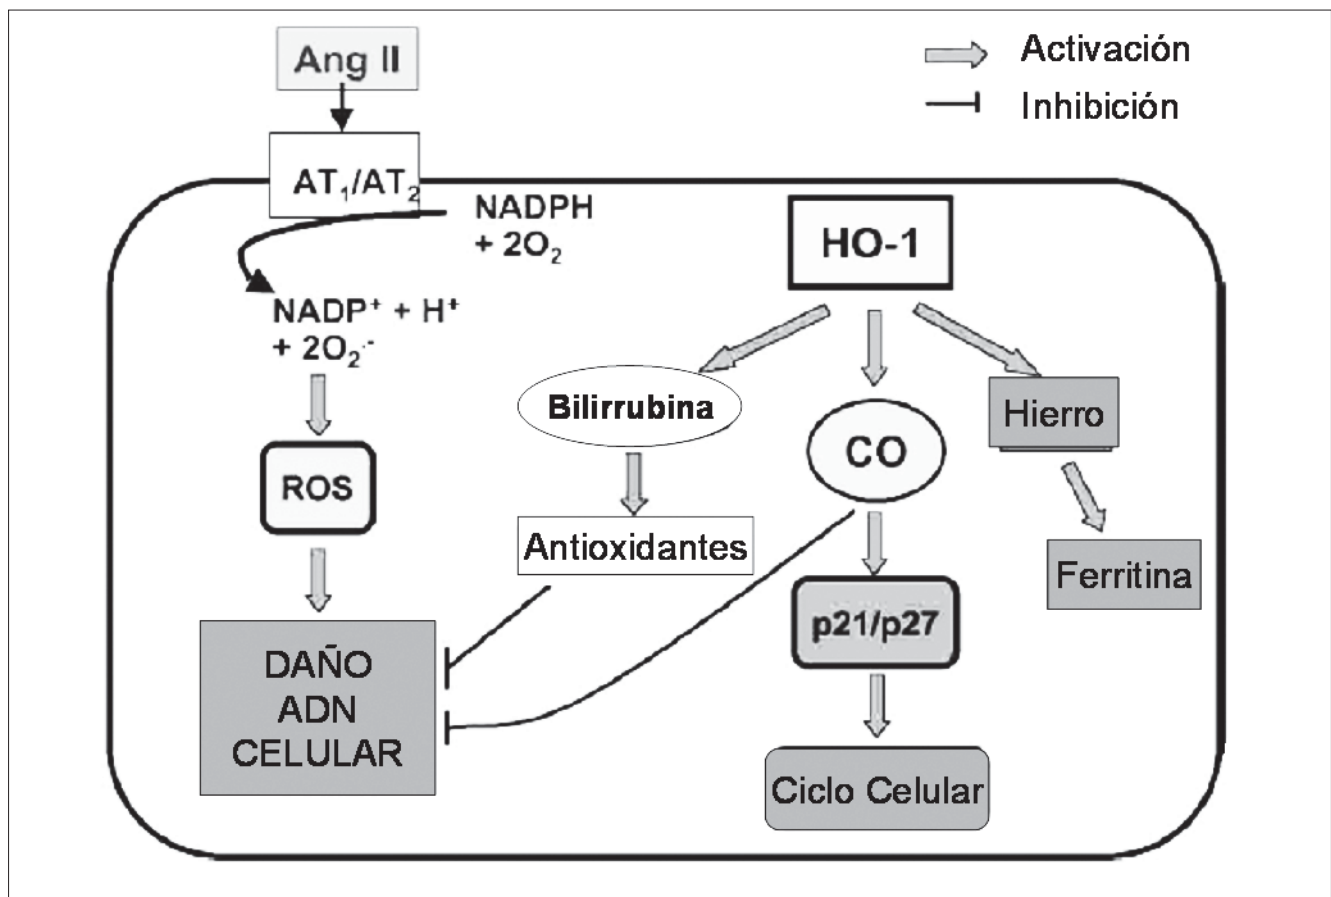 Ang II
Activación
Inhibición
AT₁/AT₂
NADPH
+ 2O₂
HO-1
NADP⁺ + H⁺
+ 2O₂·⁻
Bilirrubina
CO
Hierro
ROS
Antioxidantes
Ferritina
p21/p27
DAÑO
ADN
CELULAR
Ciclo Celular